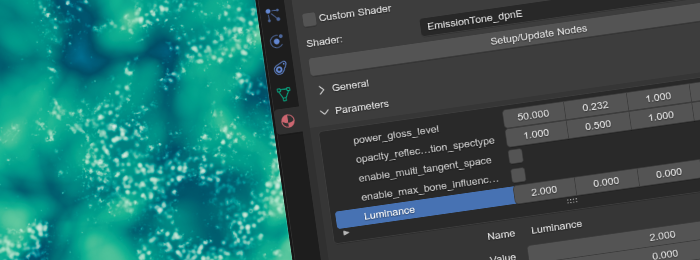 Custom Shader
Shader: EmissionTone_dpnE
Setup/Update Nodes
General
Parameters
power_gloss_level 50.000 0.232 1.000
opacity_reflec...tion_spectype 1.000 0.500 1.000
enable_multi_tangent_space
enable_max_bone_influenc...
Luminance 2.000 0.000 0.000
Name Luminance
Value 2.000
0.000